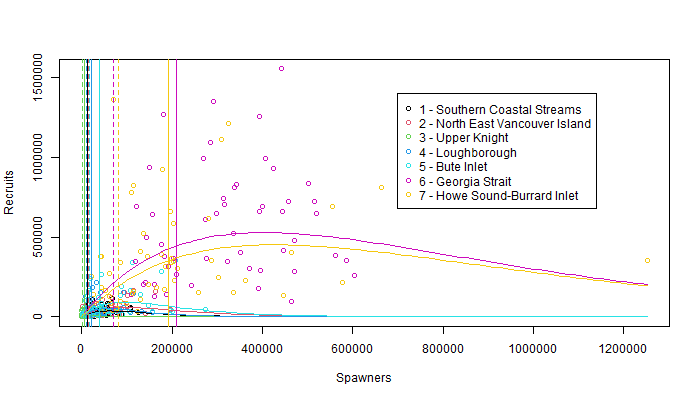 1500000
1000000
500000
0
Recruits
1 - Southern Coastal Streams
2 - North East Vancouver Island
3 - Upper Knight
4 - Loughborough
5 - Bute Inlet
6 - Georgia Strait
7 - Howe Sound-Burrard Inlet
0 200000 400000 600000 800000 1000000 1200000
Spawners